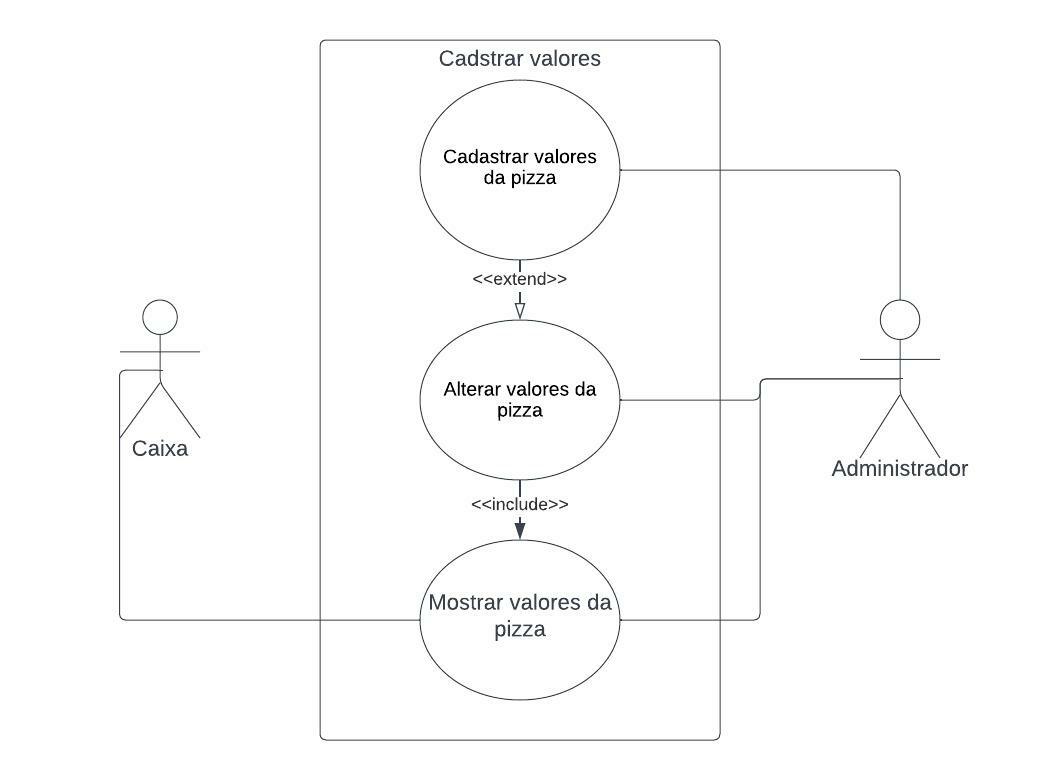 Cadstrar valores
Cadastrar valores
da pizza
<<extend>>
Alterar valores da
pizza
Caixa
Administrador
<<include>>
Mostrar valores da
pizza